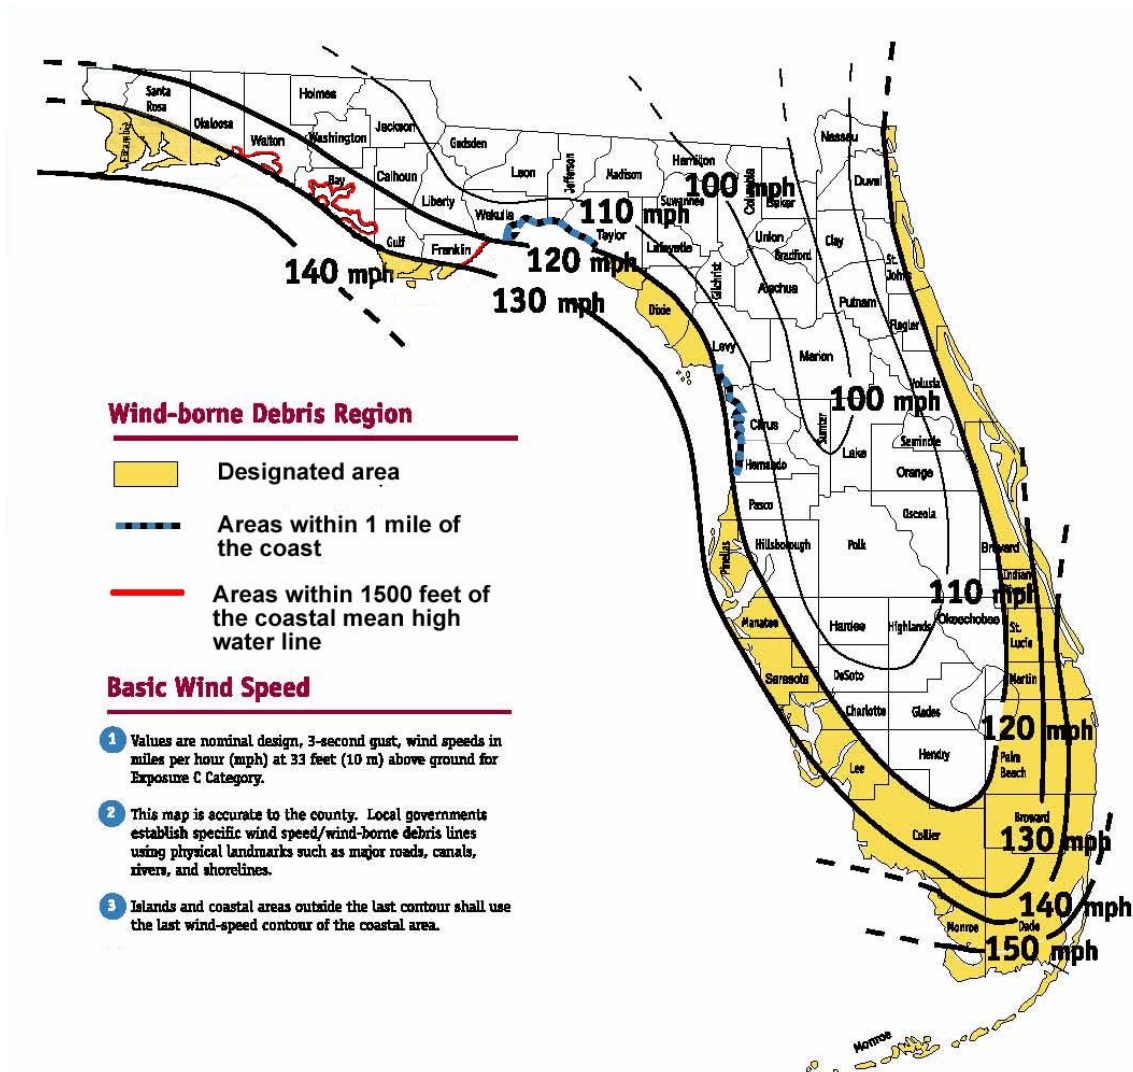 Santa
Rosa
Holmes
Okaloosa
Walton
Washington
Jackson
Escambia
Bay
Calhoun
Gadsden
Liberty
Gulf
Franklin
Wakulla
Leon
Jefferson
Madison
Hamilton
Taylor
Suwannee
Lafayette
Columbia
Baker
Nassau
Duval
Union
Bradford
Clay
St.
Johns
Gilchrist
Alachua
Putnam
Flagler
Dixie
Levy
Marion
Volusia
100 mph
110 mph
120 mph
130 mph
140 mph
100 mph
Citrus
Sumter
Lake
Seminole
Orange
Hernando
Pasco
Osceola
Pinellas
Hillsborough
Polk
Brevard
Indian
110 mph
Manatee
Hardee
Highlands
Okeechobee
St.
Lucie
Sarasota
DeSoto
Martin
Charlotte
Glades
120 mph
Lee
Hendry
Palm
Beach
Collier
Broward
130 mph
140 mph
Monroe
Dade
150 mph
Monroe
Wind-borne Debris Region
Designated area
Areas within 1 mile of
the coast
Areas within 1500 feet of
the coastal mean high
water line
Basic Wind Speed
1 Values are nominal design, 3-second gust, wind speeds in
miles per hour (mph) at 33 feet (10 m) above ground for
Exposure C Category.
2 This map is accurate to the county. Local governments
establish specific wind speed/wind-borne debris lines
using physical landmarks such as major roads, canals,
rivers, and shorelines.
3 Islands and coastal areas outside the last contour shall use
the last wind-speed contour of the coastal area.